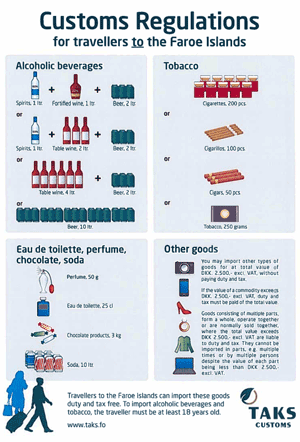 Customs Regulations
for travellers to the Faroe Islands
Alcoholic beverages
Spirits, 1 ltr.
Fortified wine, 1 ltr.
Beer, 2 ltr.
or
Spirits, 1 ltr.
Table wine, 2 ltr.
Beer, 2 ltr.
or
Table wine, 4 ltr.
Beer, 2 ltr.
or
Beer, 10 ltr.
Tobacco
Cigarettes, 200 pcs.
or
Cigarillos, 100 pcs.
or
Cigars, 50 pcs.
or
Tobacco, 250 grams
Eau de toilette, perfume,
chocolate, soda
Perfume, 50 g
Eau de toilette, 25 cl
Chocolate products, 3 kg
Soda, 10 ltr.
Other goods
You may import other types of
goods for at total value of
DKK 2.500,- excl. VAT, without
paying duty and tax.
If the value of a commodity exceeds
DKK 2.500,- excl. VAT, duty and
tax must be paid of the total value.
Goods consisting of multiple parts,
form a whole, operate together
or are normally sold together,
where the total value exceeds
DKK 2.500,- excl. VAT are liable
to duty and tax. They cannot be
imported in parts, e.g. multiple
times or by multiple persons
despite the value of each part
being less than DKK 2.500,-
excl. VAT.
Travellers to the Faroe Islands can import these goods
duty and tax free. To import alcoholic beverages and
tobacco, the traveller must be at least 18 years old.
www.taks.fo
TAKS
CUSTOMS